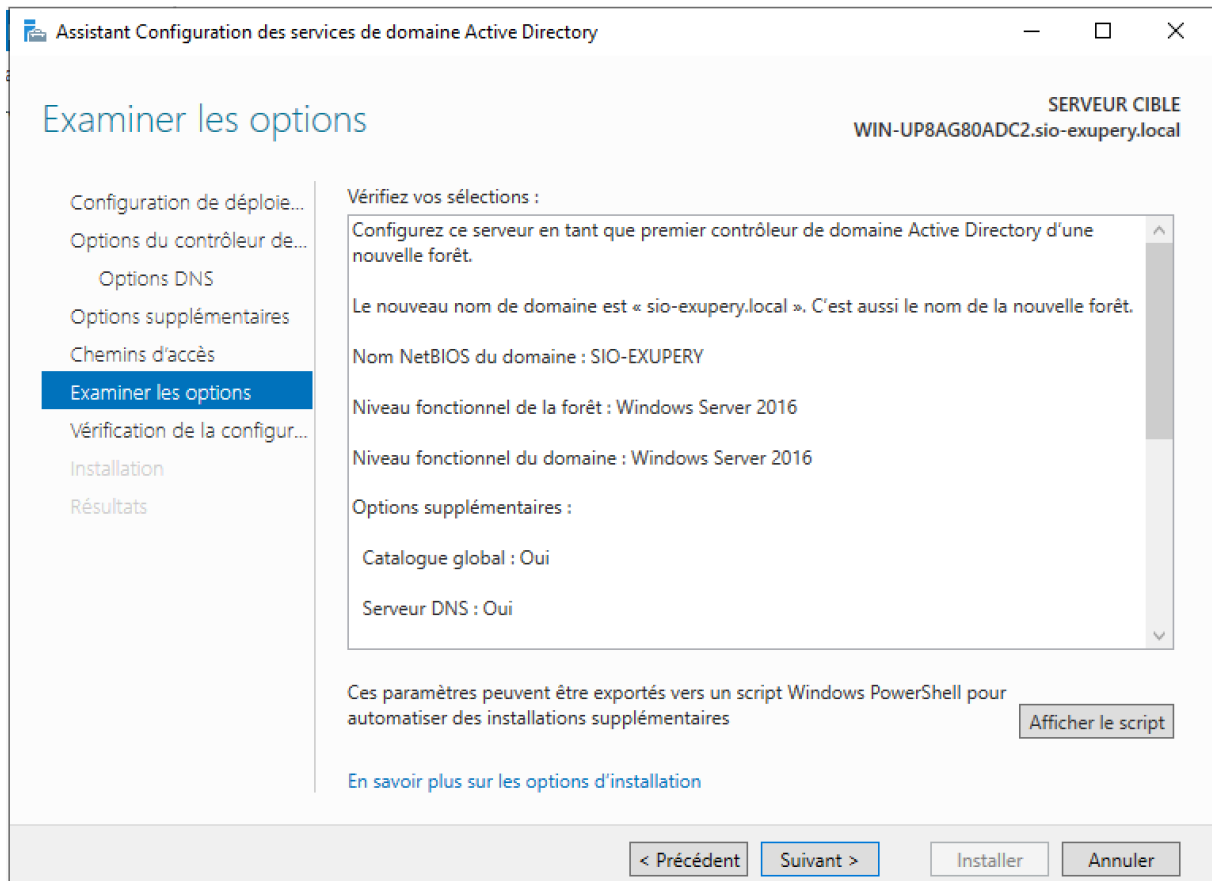 Assistant Configuration des services de domaine Active Directory
Examiner les options
SERVEUR CIBLE
WIN-UP8AG80ADC2.sio-exupery.local
Configuration de déploie...
Options du contrôleur de...
Options DNS
Options supplémentaires
Chemins d’accès
Examiner les options
Vérification de la configur...
Installation
Résultats
Vérifiez vos sélections :
Configurez ce serveur en tant que premier contrôleur de domaine Active Directory d’une
nouvelle forêt.
Le nouveau nom de domaine est « sio-exupery.local ». C’est aussi le nom de la nouvelle forêt.
Nom NetBIOS du domaine : SIO-EXUPERY
Niveau fonctionnel de la forêt : Windows Server 2016
Niveau fonctionnel du domaine : Windows Server 2016
Options supplémentaires :
Catalogue global : Oui
Serveur DNS : Oui
Ces paramètres peuvent être exportés vers un script Windows PowerShell pour
automatiser des installations supplémentaires
Afficher le script
En savoir plus sur les options d’installation
< Précédent
Suivant >
Installer
Annuler